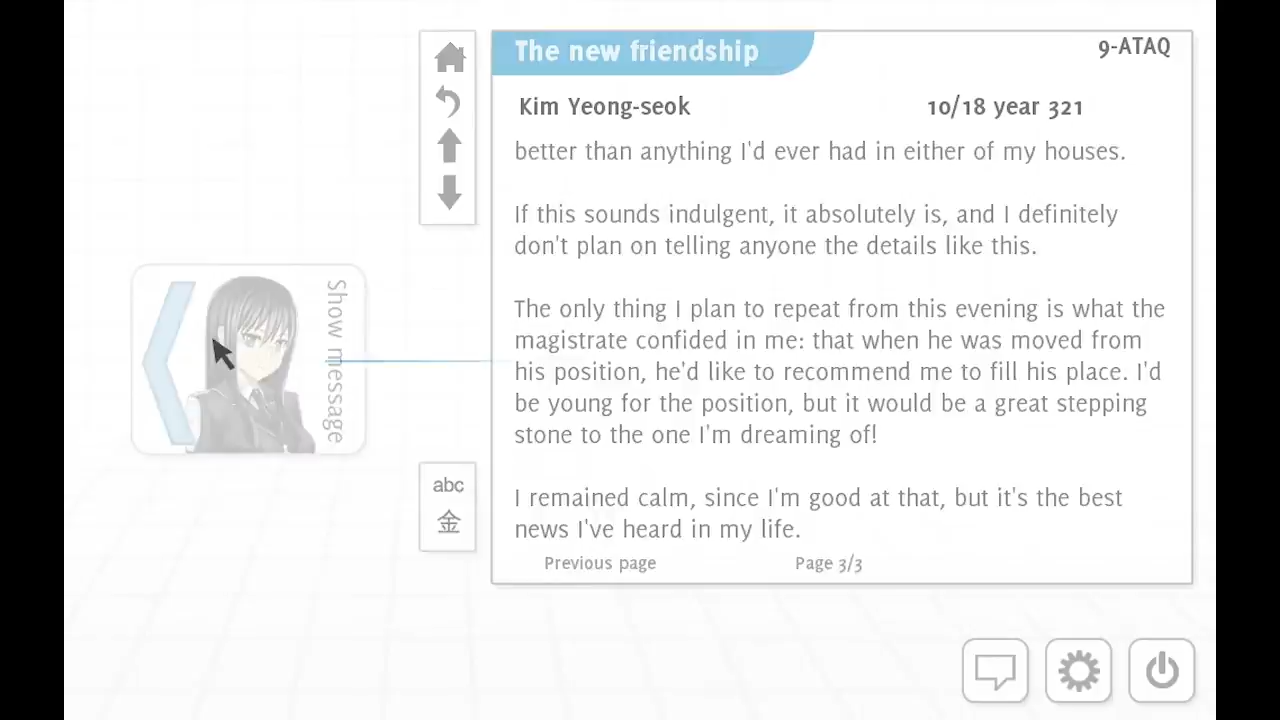 The new friendship
9-ATAQ
Kim Yeong-seok
10/18 year 321
better than anything I'd ever had in either of my houses.
If this sounds indulgent, it absolutely is, and I definitely
don't plan on telling anyone the details like this.
The only thing I plan to repeat from this evening is what the
magistrate confided in me: that when he was moved from
his position, he'd like to recommend me to fill his place. I'd
be young for the position, but it would be a great stepping
stone to the one I'm dreaming of!
I remained calm, since I'm good at that, but it's the best
news I've heard in my life.
Previous page
Page 3/3
Show message
abc
金